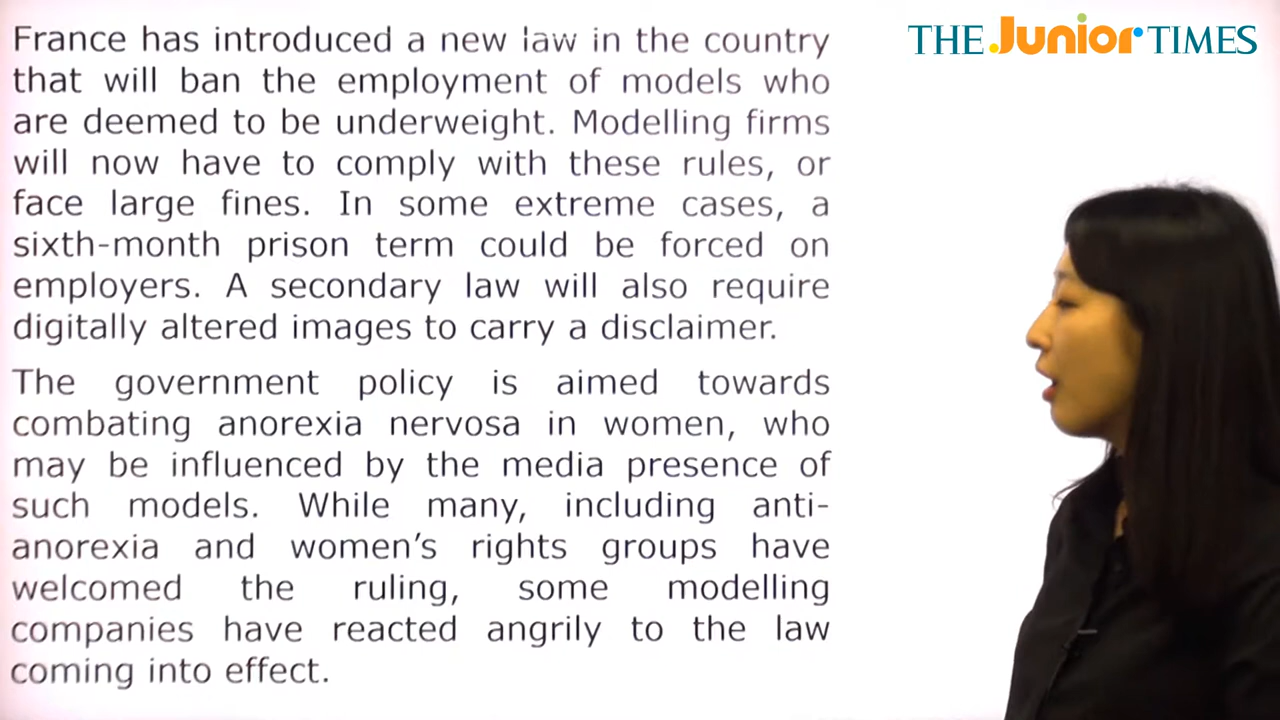 France has introduced a new law in the country
that will ban the employment of models who
are deemed to be underweight. Modelling firms
will now have to comply with these rules, or
face large fines. In some extreme cases, a
sixth-month prison term could be forced on
employers. A secondary law will also require
digitally altered images to carry a disclaimer.
The government policy is aimed towards
combating anorexia nervosa in women, who
may be influenced by the media presence of
such models. While many, including anti-
anorexia and women's rights groups have
welcomed the ruling, some modelling
companies have reacted angrily to the law
coming into effect.
THE Junior TIMES